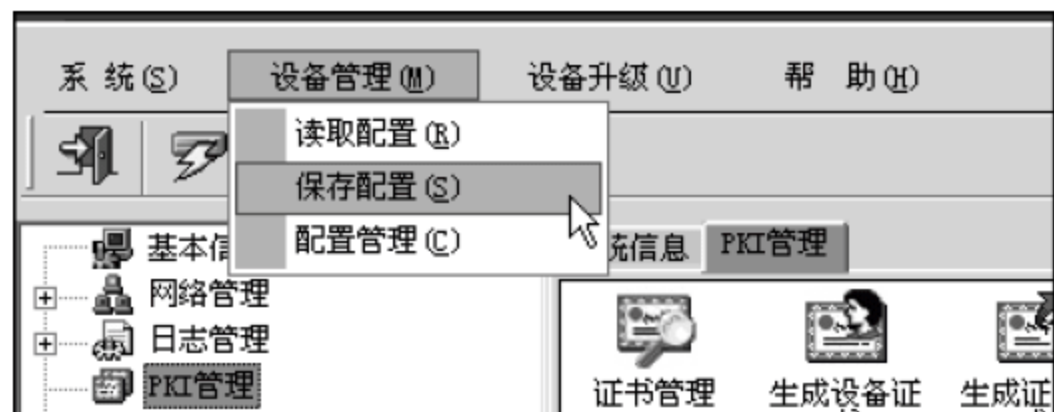 系 统(S) 设备管理(M) 设备升级(U) 帮 助(H)
读取配置(R)
保存配置(S)
配置管理(C)
基本信
统信息 PKI管理
网络管理
日志管理
PKI管理
证书管理 生成设备证 生成证